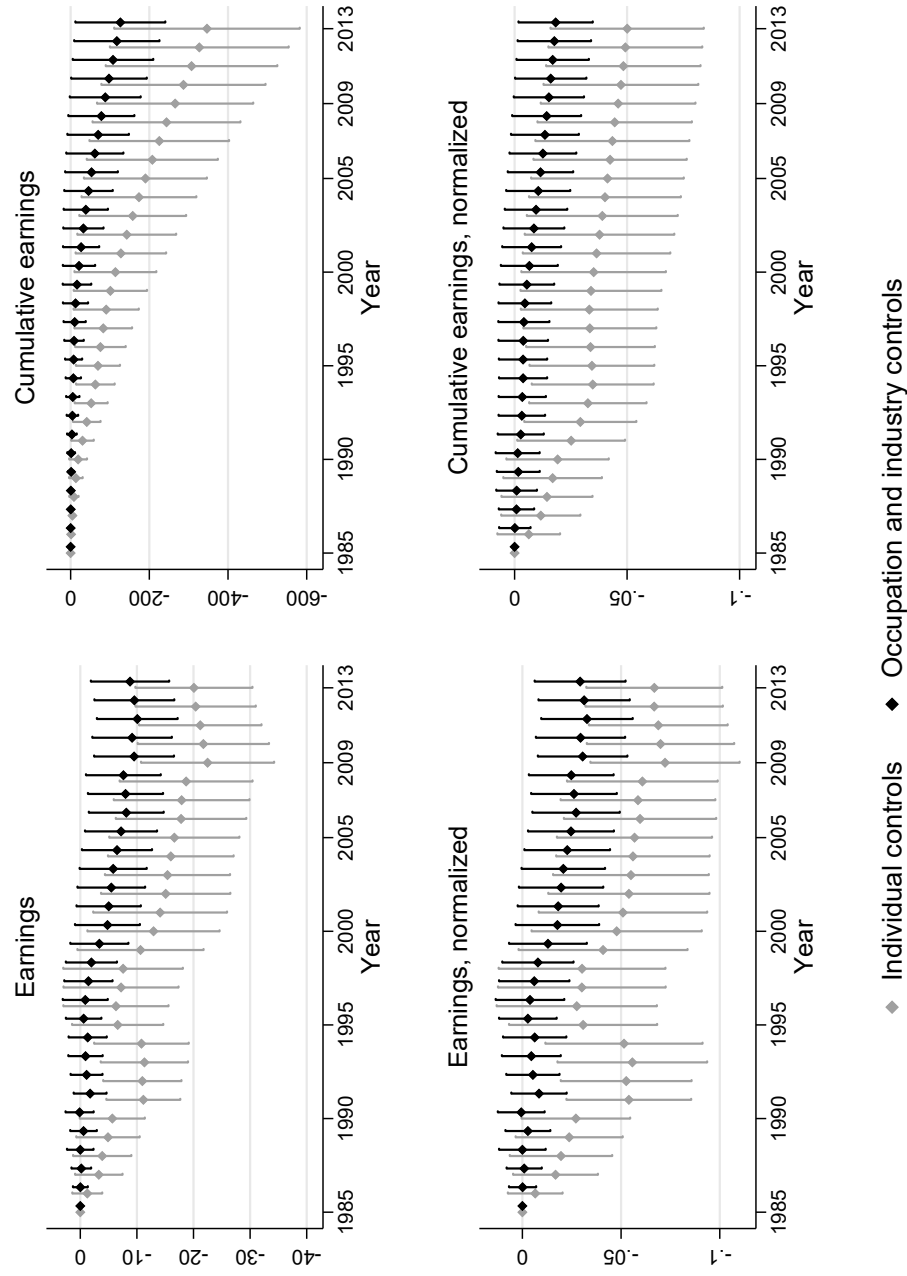 Earnings
0
-10
-20
-30
-40
1985 1990 1995 2000 2005 2009 2013
Year
Cumulative earnings
0
-200
-400
-600
1985 1990 1995 2000 2005 2009 2013
Year
Earnings, normalized
0
-.05
-.1
1985 1990 1995 2000 2005 2009 2013
Year
Cumulative earnings, normalized
0
-.05
-.1
1985 1990 1995 2000 2005 2009 2013
Year
Individual controls Occupation and industry controls